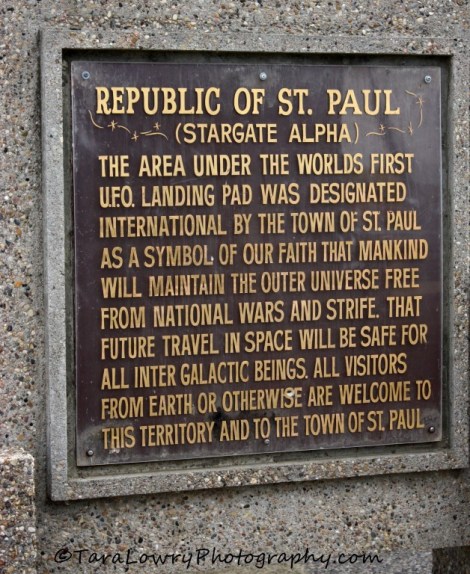 REPUBLIC OF ST. PAUL
(STARGATE ALPHA)
THE AREA UNDER THE WORLDS FIRST
U.F.O. LANDING PAD WAS DESIGNATED
INTERNATIONAL BY THE TOWN OF ST. PAUL
AS A SYMBOL OF OUR FAITH THAT MANKIND
WILL MAINTAIN THE OUTER UNIVERSE FREE
FROM NATIONAL WARS AND STRIFE. THAT
FUTURE TRAVEL IN SPACE WILL BE SAFE FOR
ALL INTER GALACTIC BEINGS. ALL VISITORS
FROM EARTH OR OTHERWISE ARE WELCOME TO
THIS TERRITORY AND TO THE TOWN OF ST. PAUL
©TaraLowryPhotography.com